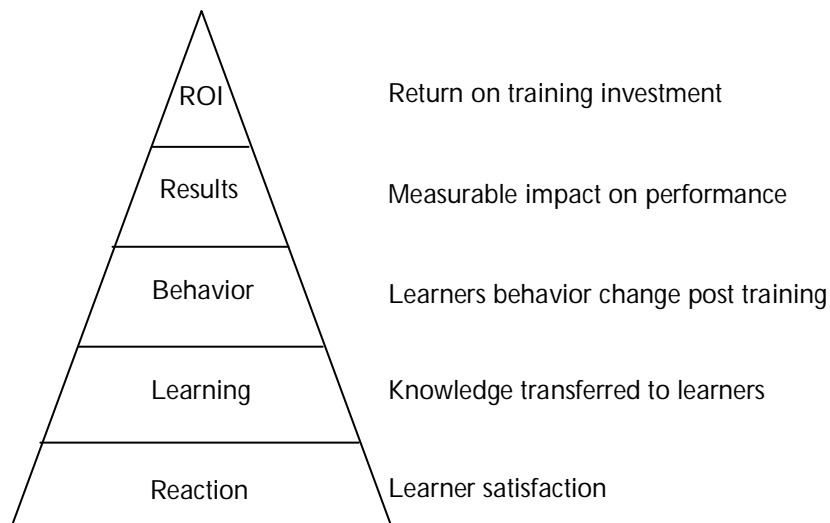 ROI Return on training investment
Results Measurable impact on performance
Behavior Learners behavior change post training
Learning Knowledge transferred to learners
Reaction Learner satisfaction